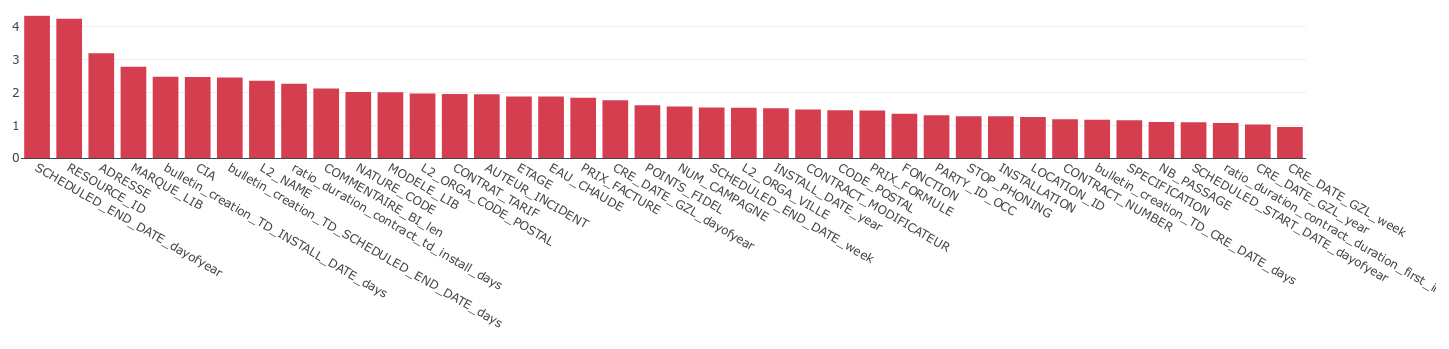 4
3
2
1
0
SCHEDULED_END_DATE_dayofyear
RESOURCE_ID
ADRESSE
MARQUE_LIB
bulletin_creation_TD_INSTALL_DATE_days
CIA
bulletin_creation_TD_SCHEDULED_END_DATE_days
L2_NAME
ratio_duration_contract_td_install_days
COMMENTAIRE_BI_len
NATURE_CODE
MODELE_LIB
L2_ORGA_CODE_POSTAL
CONTRAT_TARIF
AUTEUR_INCIDENT
ETAGE
EAU_CHAUDE
PRIX_FACTURE
CRE_DATE_GZL_dayofyear
POINTS_FIDEL
NUM_CAMPAGNE
SCHEDULED_END_DATE_week
L2_ORGA_VILLE
INSTALL_DATE_year
CONTRACT_MODIFICATEUR
CODE_POSTAL
PRIX_FORMULE
FONCTION
PARTY_ID_OCC
STOP_PHONING
INSTALLATION
LOCATION_ID
CONTRACT_NUMBER
bulletin_creation_TD_CRE_DATE_days
SPECIFICATION
NB_PASSAGE
SCHEDULED_START_DATE_dayofyear
ratio_duration_contract_duration_first_i
CRE_DATE_GZL_year
CRE_DATE_GZL_week